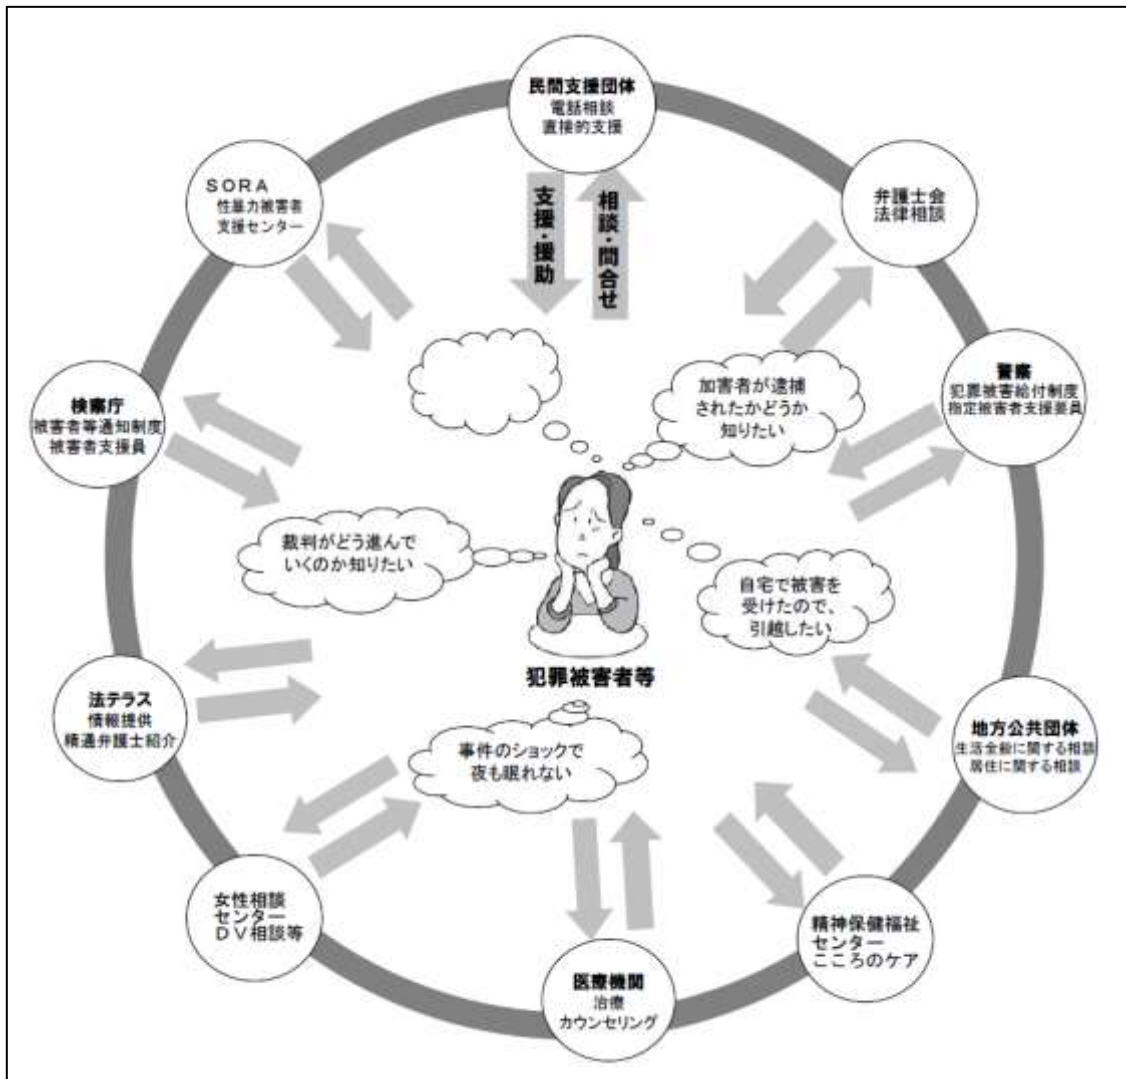 民間支援団体
電話相談
直接的支援
弁護士会
法律相談
警察
犯罪被害給付制度
指定被害者支援要員
地方公共団体
生活全般に関する相談
居住に関する相談
精神保健福祉
センター
こころのケア
医療機関
治療
カウンセリング
女性相談
センター
ＤＶ相談等
法テラス
情報提供
精通弁護士紹介
検察庁
被害者等通知制度
被害者支援員
ＳＯＲＡ
性暴力被害者
支援センター
支援・援助
相談・問合せ
加害者が逮捕
されたかどうか
知りたい
裁判がどう進んで
いくのか知りたい
自宅で被害を
受けたので、
引越したい
犯罪被害者等
事件のショックで
夜も眠れない